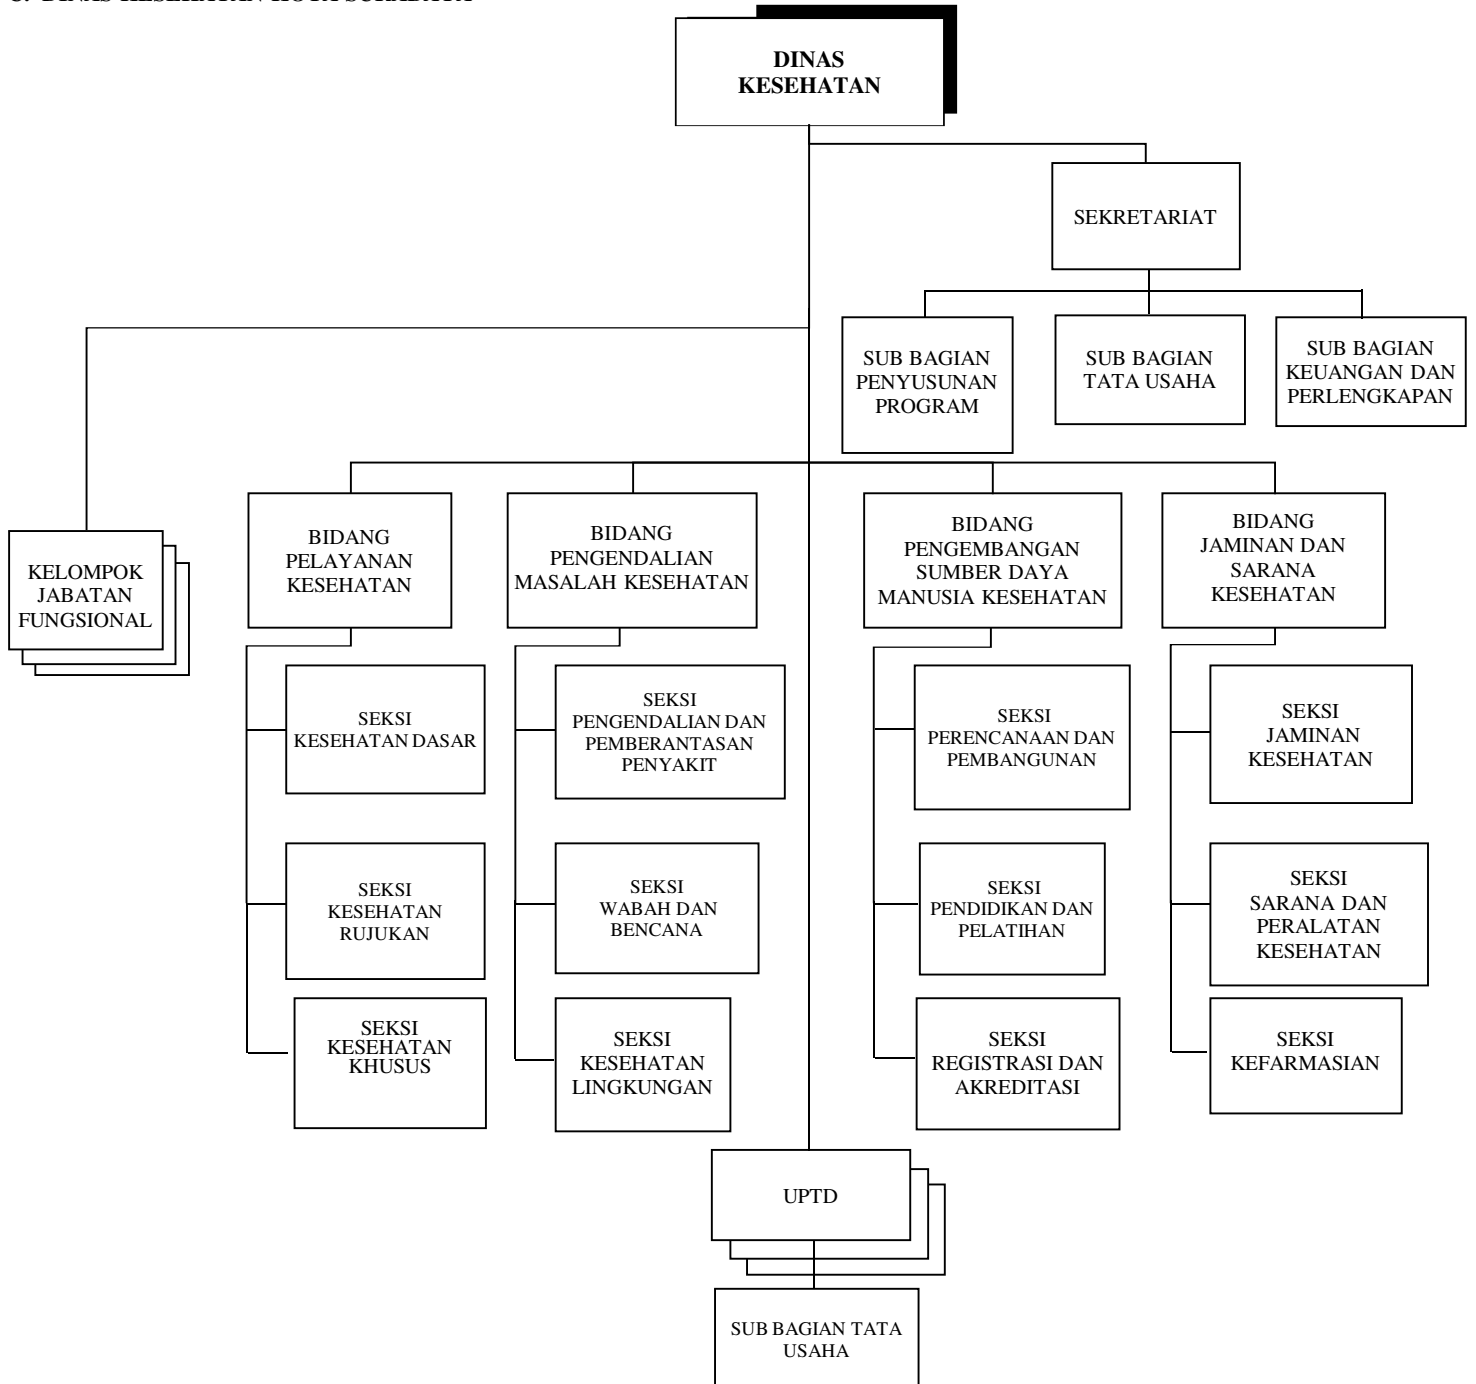 DINAS
KESEHATAN
SEKRETARIAT
SUB BAGIAN
PENYUSUNAN
PROGRAM
SUB BAGIAN
TATA USAHA
SUB BAGIAN
KEUANGAN DAN
PERLENGKAPAN
KELOMPOK
JABATAN
FUNGSIONAL
BIDANG
PELAYANAN
KESEHATAN
BIDANG
PENGENDALIAN
MASALAH KESEHATAN
BIDANG
PENGEMBANGAN
SUMBER DAYA
MANUSIA KESEHATAN
BIDANG
JAMINAN DAN
SARANA
KESEHATAN
SEKSI
KESEHATAN DASAR
SEKSI
PENGENDALIAN DAN
PEMBERANTASAN
PENYAKIT
SEKSI
PERENCANAAN DAN
PEMBANGUNAN
SEKSI
JAMINAN
KESEHATAN
SEKSI
KESEHATAN
RUJUKAN
SEKSI
WABAH DAN
BENCANA
SEKSI
PENDIDIKAN DAN
PELATIHAN
SEKSI
SARANA DAN
PERALATAN
KESEHATAN
SEKSI
KESEHATAN
KHUSUS
SEKSI
KESEHATAN
LINGKUNGAN
SEKSI
REGISTRASI DAN
AKREDITASI
SEKSI
KEFARMASIAN
UPTD
SUB BAGIAN TATA
USAHA